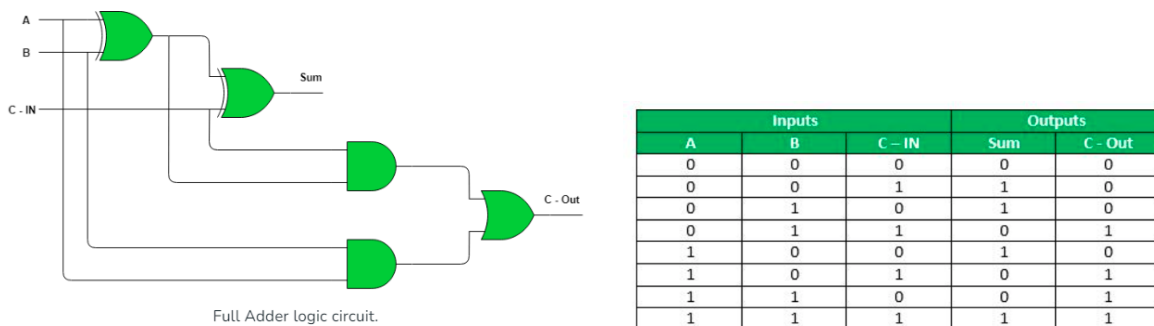 A
B
C - IN
Sum
C - Out
Full Adder logic circuit.
Inputs Outputs
A B C – IN Sum C - Out
0 0 0 0 0
0 0 1 1 0
0 1 0 1 0
0 1 1 0 1
1 0 0 1 0
1 0 1 0 1
1 1 0 0 1
1 1 1 1 1